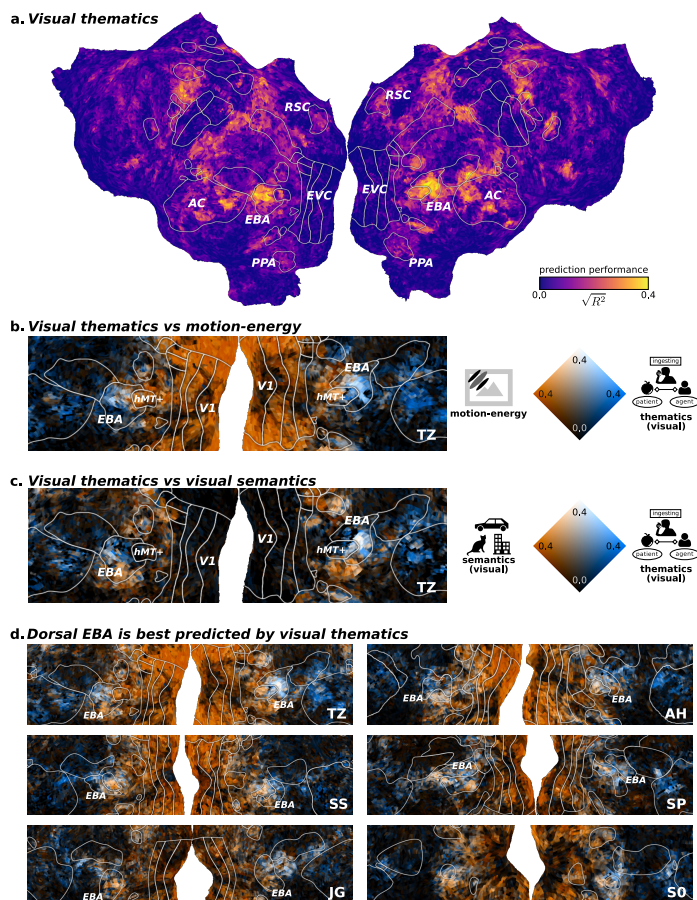 a. Visual thematics
RSC
RSC
AC
EBA
EVC
EVC
EBA
AC
PPA
PPA
prediction performance
0,0
0,4
√R²
b. Visual thematics vs motion-energy
EBA
hMT+
V1
V1
hMT+
EBA
TZ
motion-energy
0,4
0,4
0,4
0,0
ingesting
patient
agent
thematics
(visual)
c. Visual thematics vs visual semantics
EBA
hMT+
V1
V1
hMT+
EBA
TZ
semantics
(visual)
0,4
0,4
0,4
0,0
ingesting
patient
agent
thematics
(visual)
d. Dorsal EBA is best predicted by visual thematics
EBA
EBA
TZ
EBA
EBA
AH
EBA
EBA
SS
EBA
EBA
SP
EBA
EBA
JG
S0